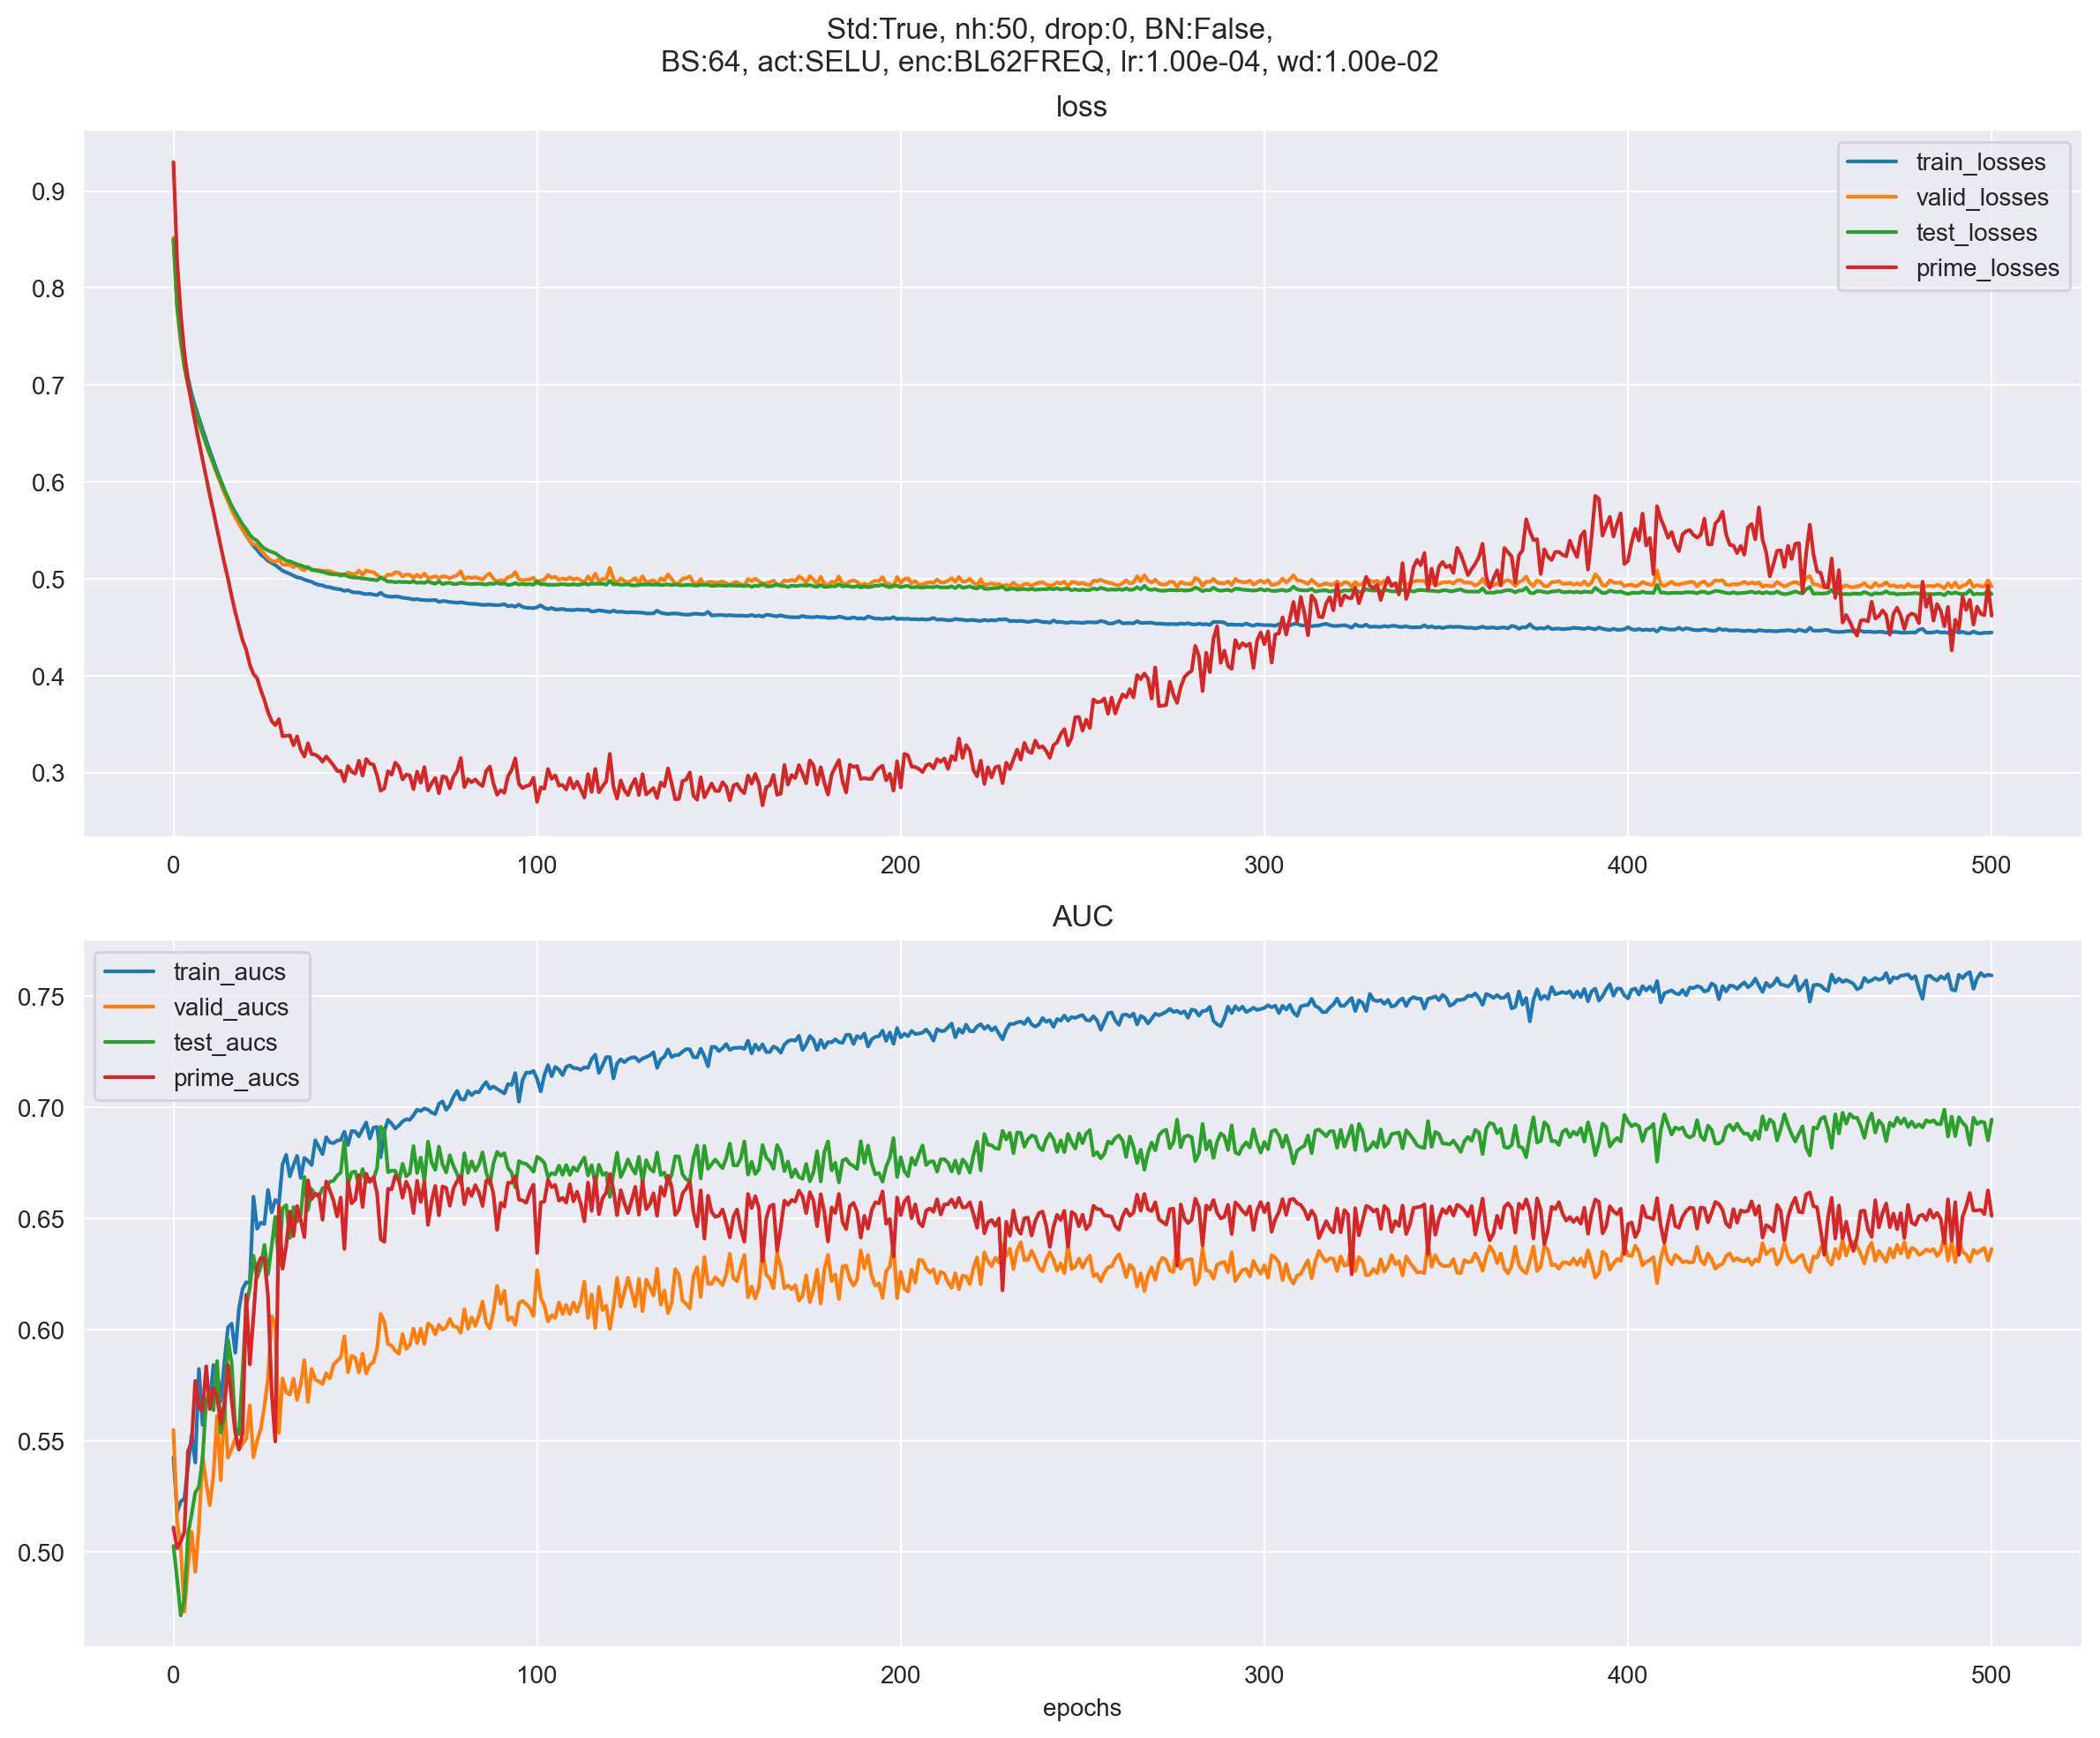 Std:True, nh:50, drop:0, BN:False,
BS:64, act:SELU, enc:BL62FREQ, lr:1.00e-04, wd:1.00e-02
loss
0.9
0.8
0.7
0.6
0.5
0.4
0.3
train_losses
valid_losses
test_losses
prime_losses
0 100 200 300 400 500
AUC
0.75
0.70
0.65
0.60
0.55
0.50
train_aucs
valid_aucs
test_aucs
prime_aucs
0 100 200 300 400 500
epochs